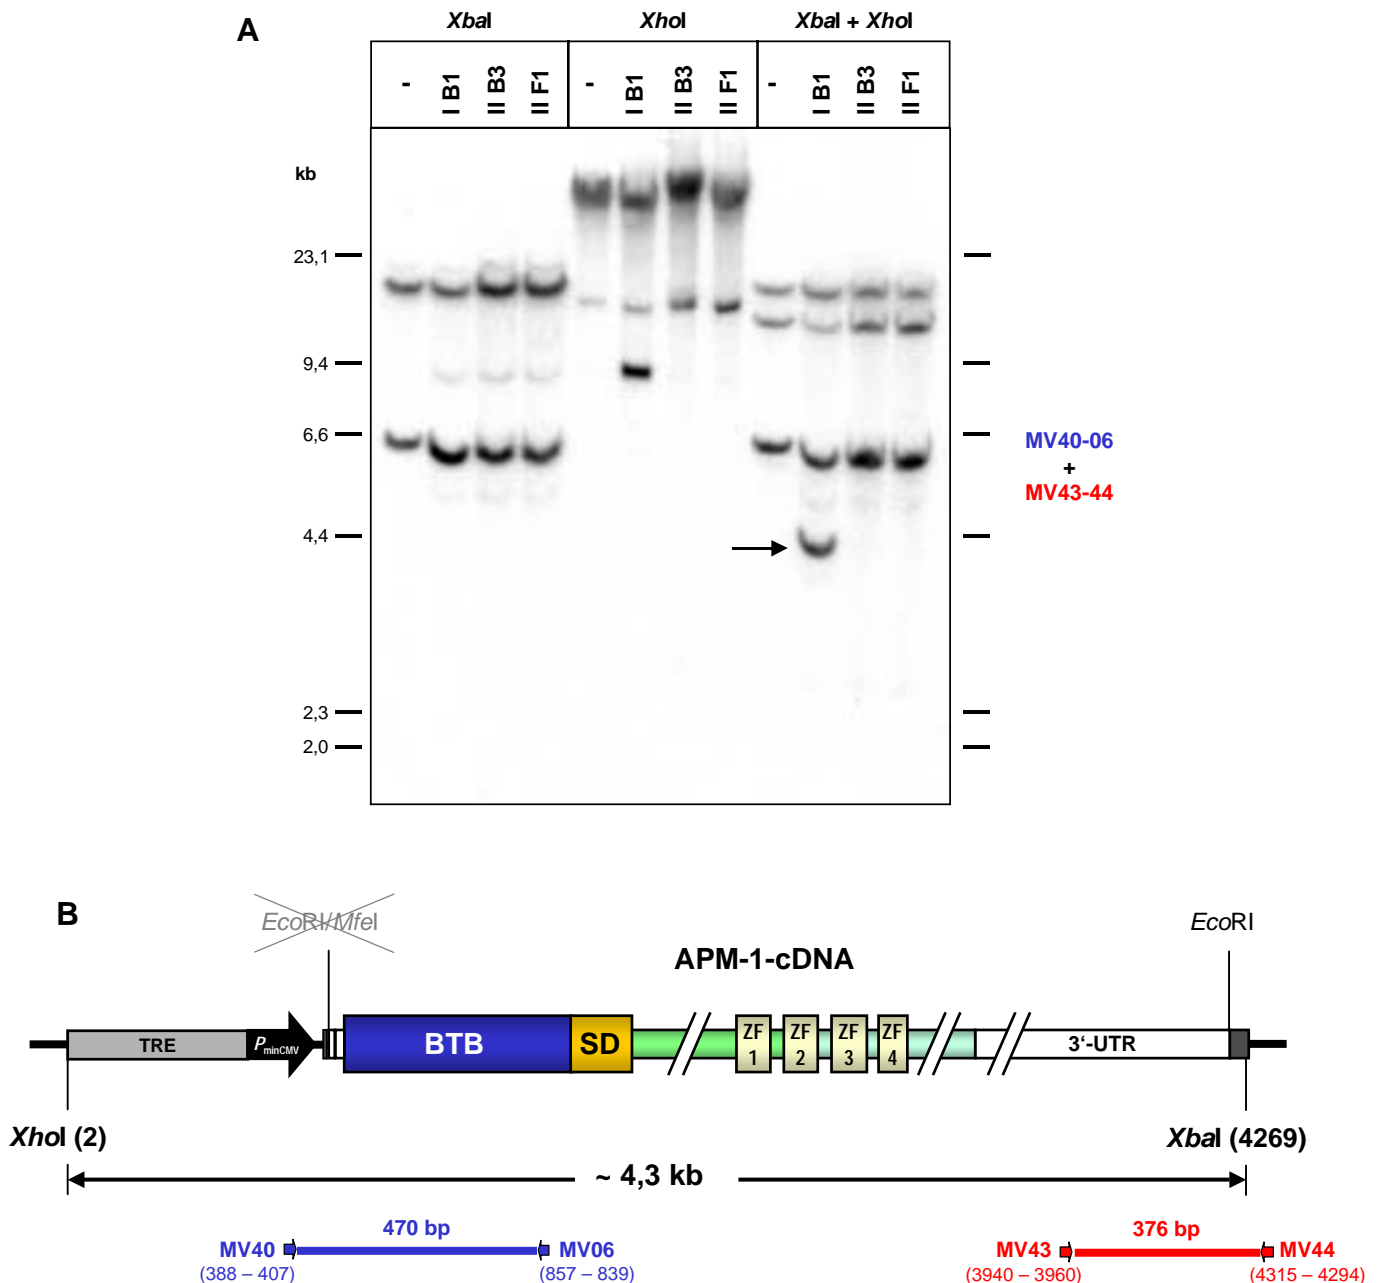 A
XbaI XhoI XbaI + XhoI
- I B1 II B3 II F1 - I B1 II B3 II F1 - I B1 II B3 II F1
kb
23,1
9,4
6,6
4,4
2,3
2,0
MV40-06
+
MV43-44
B
EcoRI/MfeI
EcoRI
APM-1-cDNA
TRE PminCMV BTB SD ZF 1 ZF 2 ZF 3 ZF 4 3‘-UTR
XhoI (2)
XbaI (4269)
~ 4,3 kb
470 bp
MV40 MV06
(388 – 407) (857 – 839)
376 bp
MV43 MV44
(3940 – 3960) (4315 – 4294)